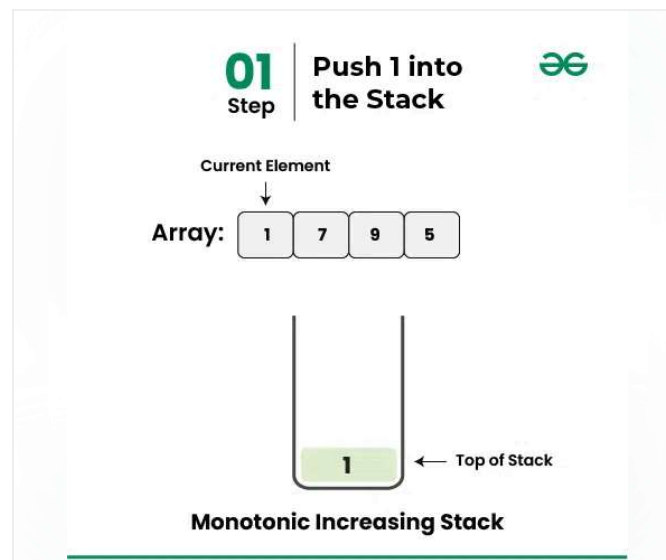 01
Step
Push 1 into
the Stack
Current Element
Array: 1 7 9 5
1
Top of Stack
Monotonic Increasing Stack